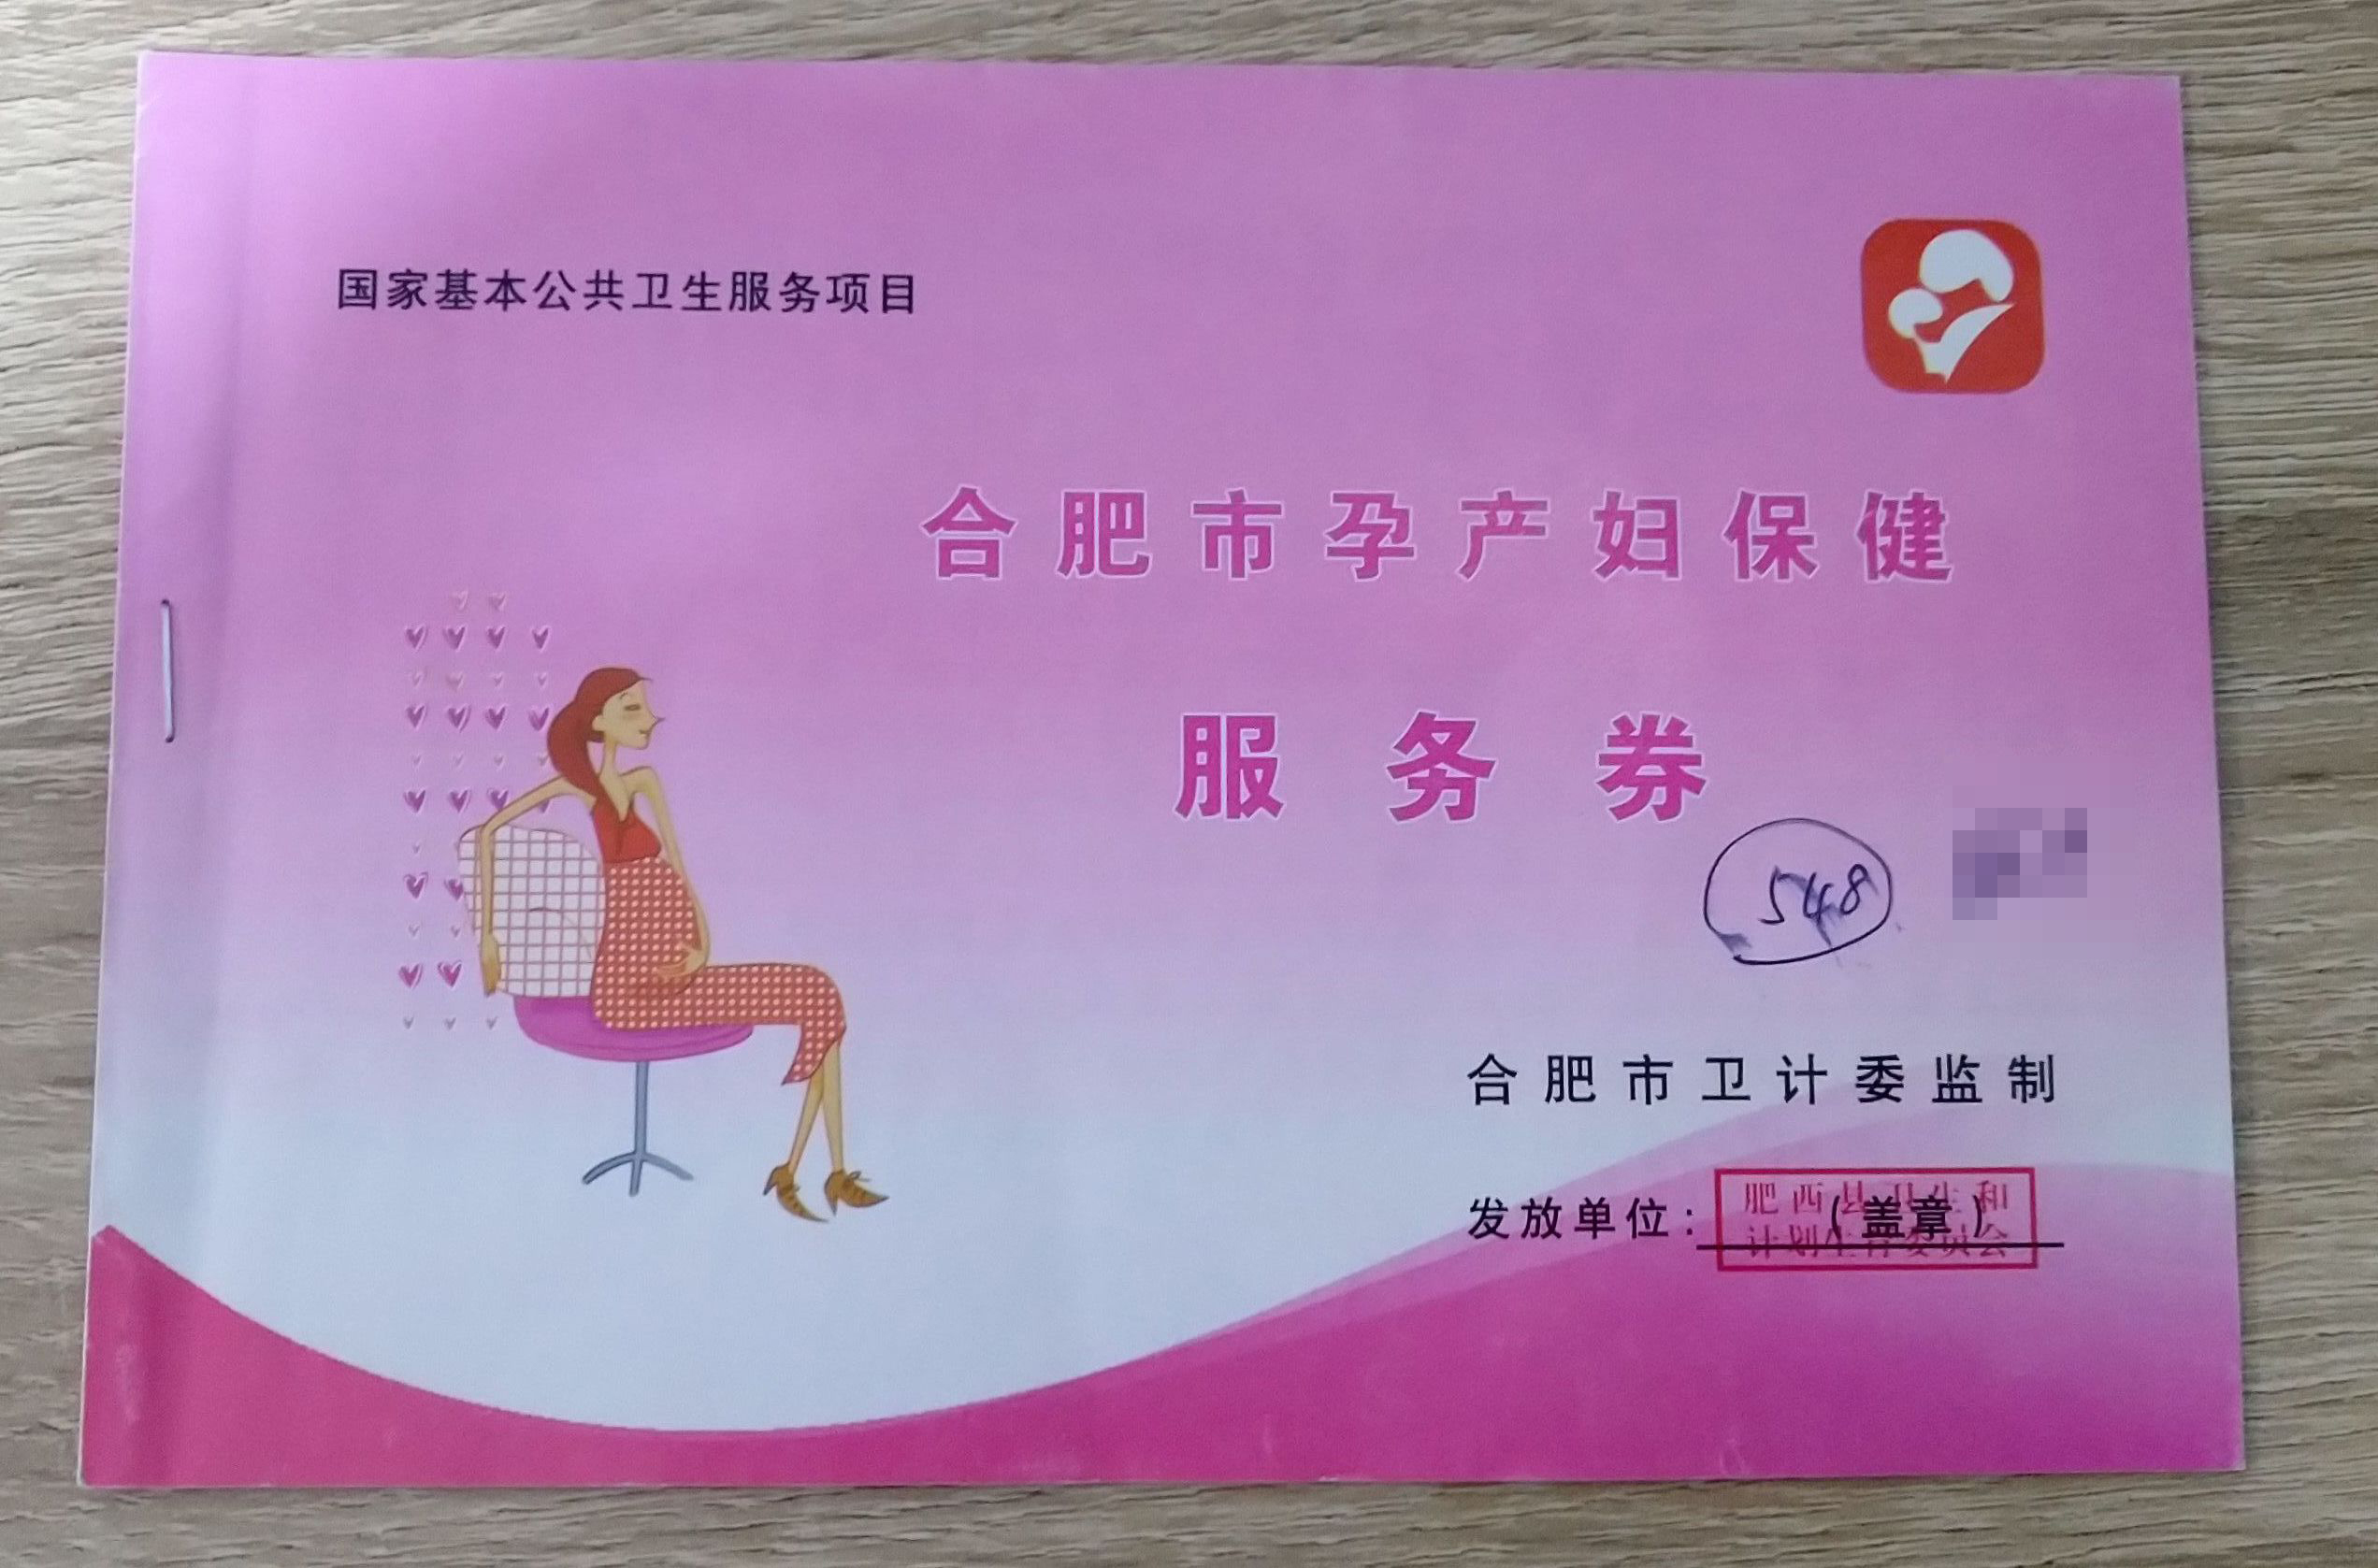 国家基本公共卫生服务项目
合肥市孕产妇保健
服务券
548
合肥市卫计委监制
发放单位：（盖章）
肥西县卫生和
计划生育委员会